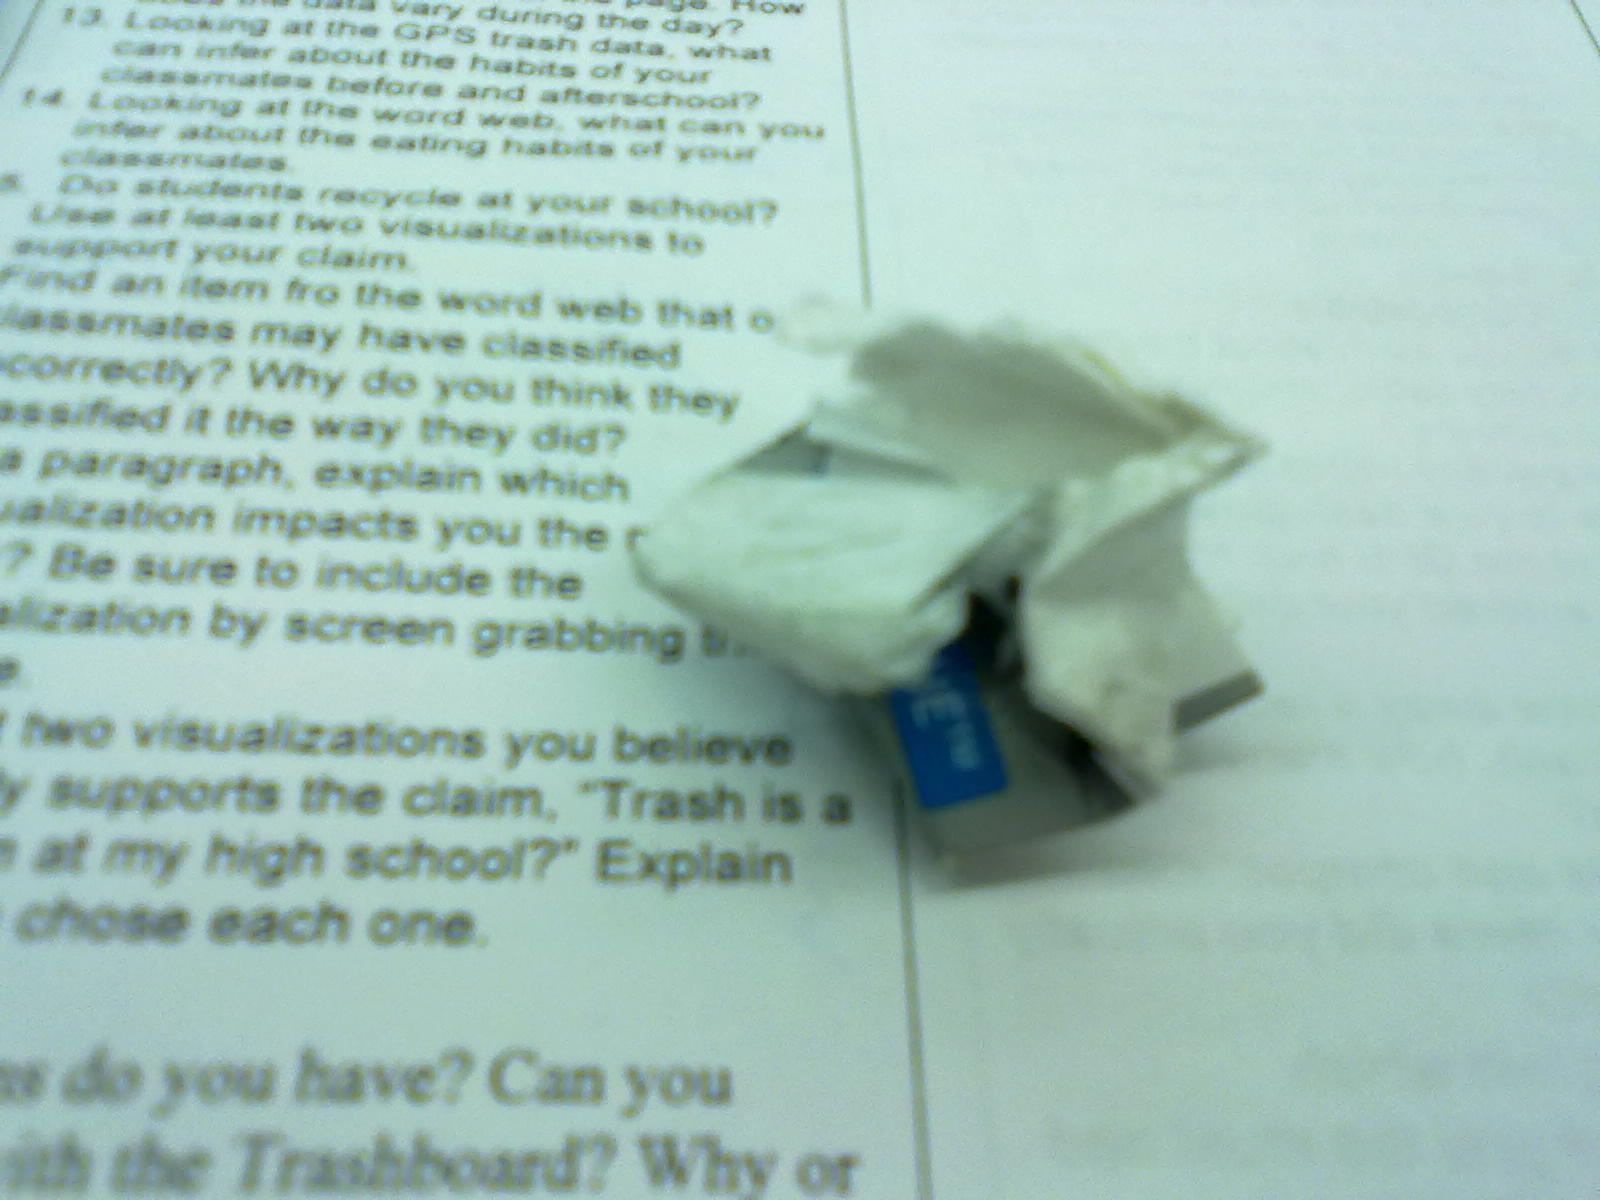 data vary during the day?
page. How
13. Looking at the GPS trash data, what
can infer about the habits of your
classmates before and afterschool?
14. Looking at the word web, what can you
infer about the eating habits of your
classmates.
5. Do students recycle at your school?
Use at least two visualizations to
support your claim.
Find an item fro the word web that o
classmates may have classified
correctly? Why do you think they
assified it the way they did?
a paragraph, explain which
ualization impacts you the
? Be sure to include the
alization by screen grabbing th
e.
two visualizations you believe
ly supports the claim, "Trash is a
at my high school?" Explain
chose each one.
do you have? Can you
ith the Trashboard? Why or